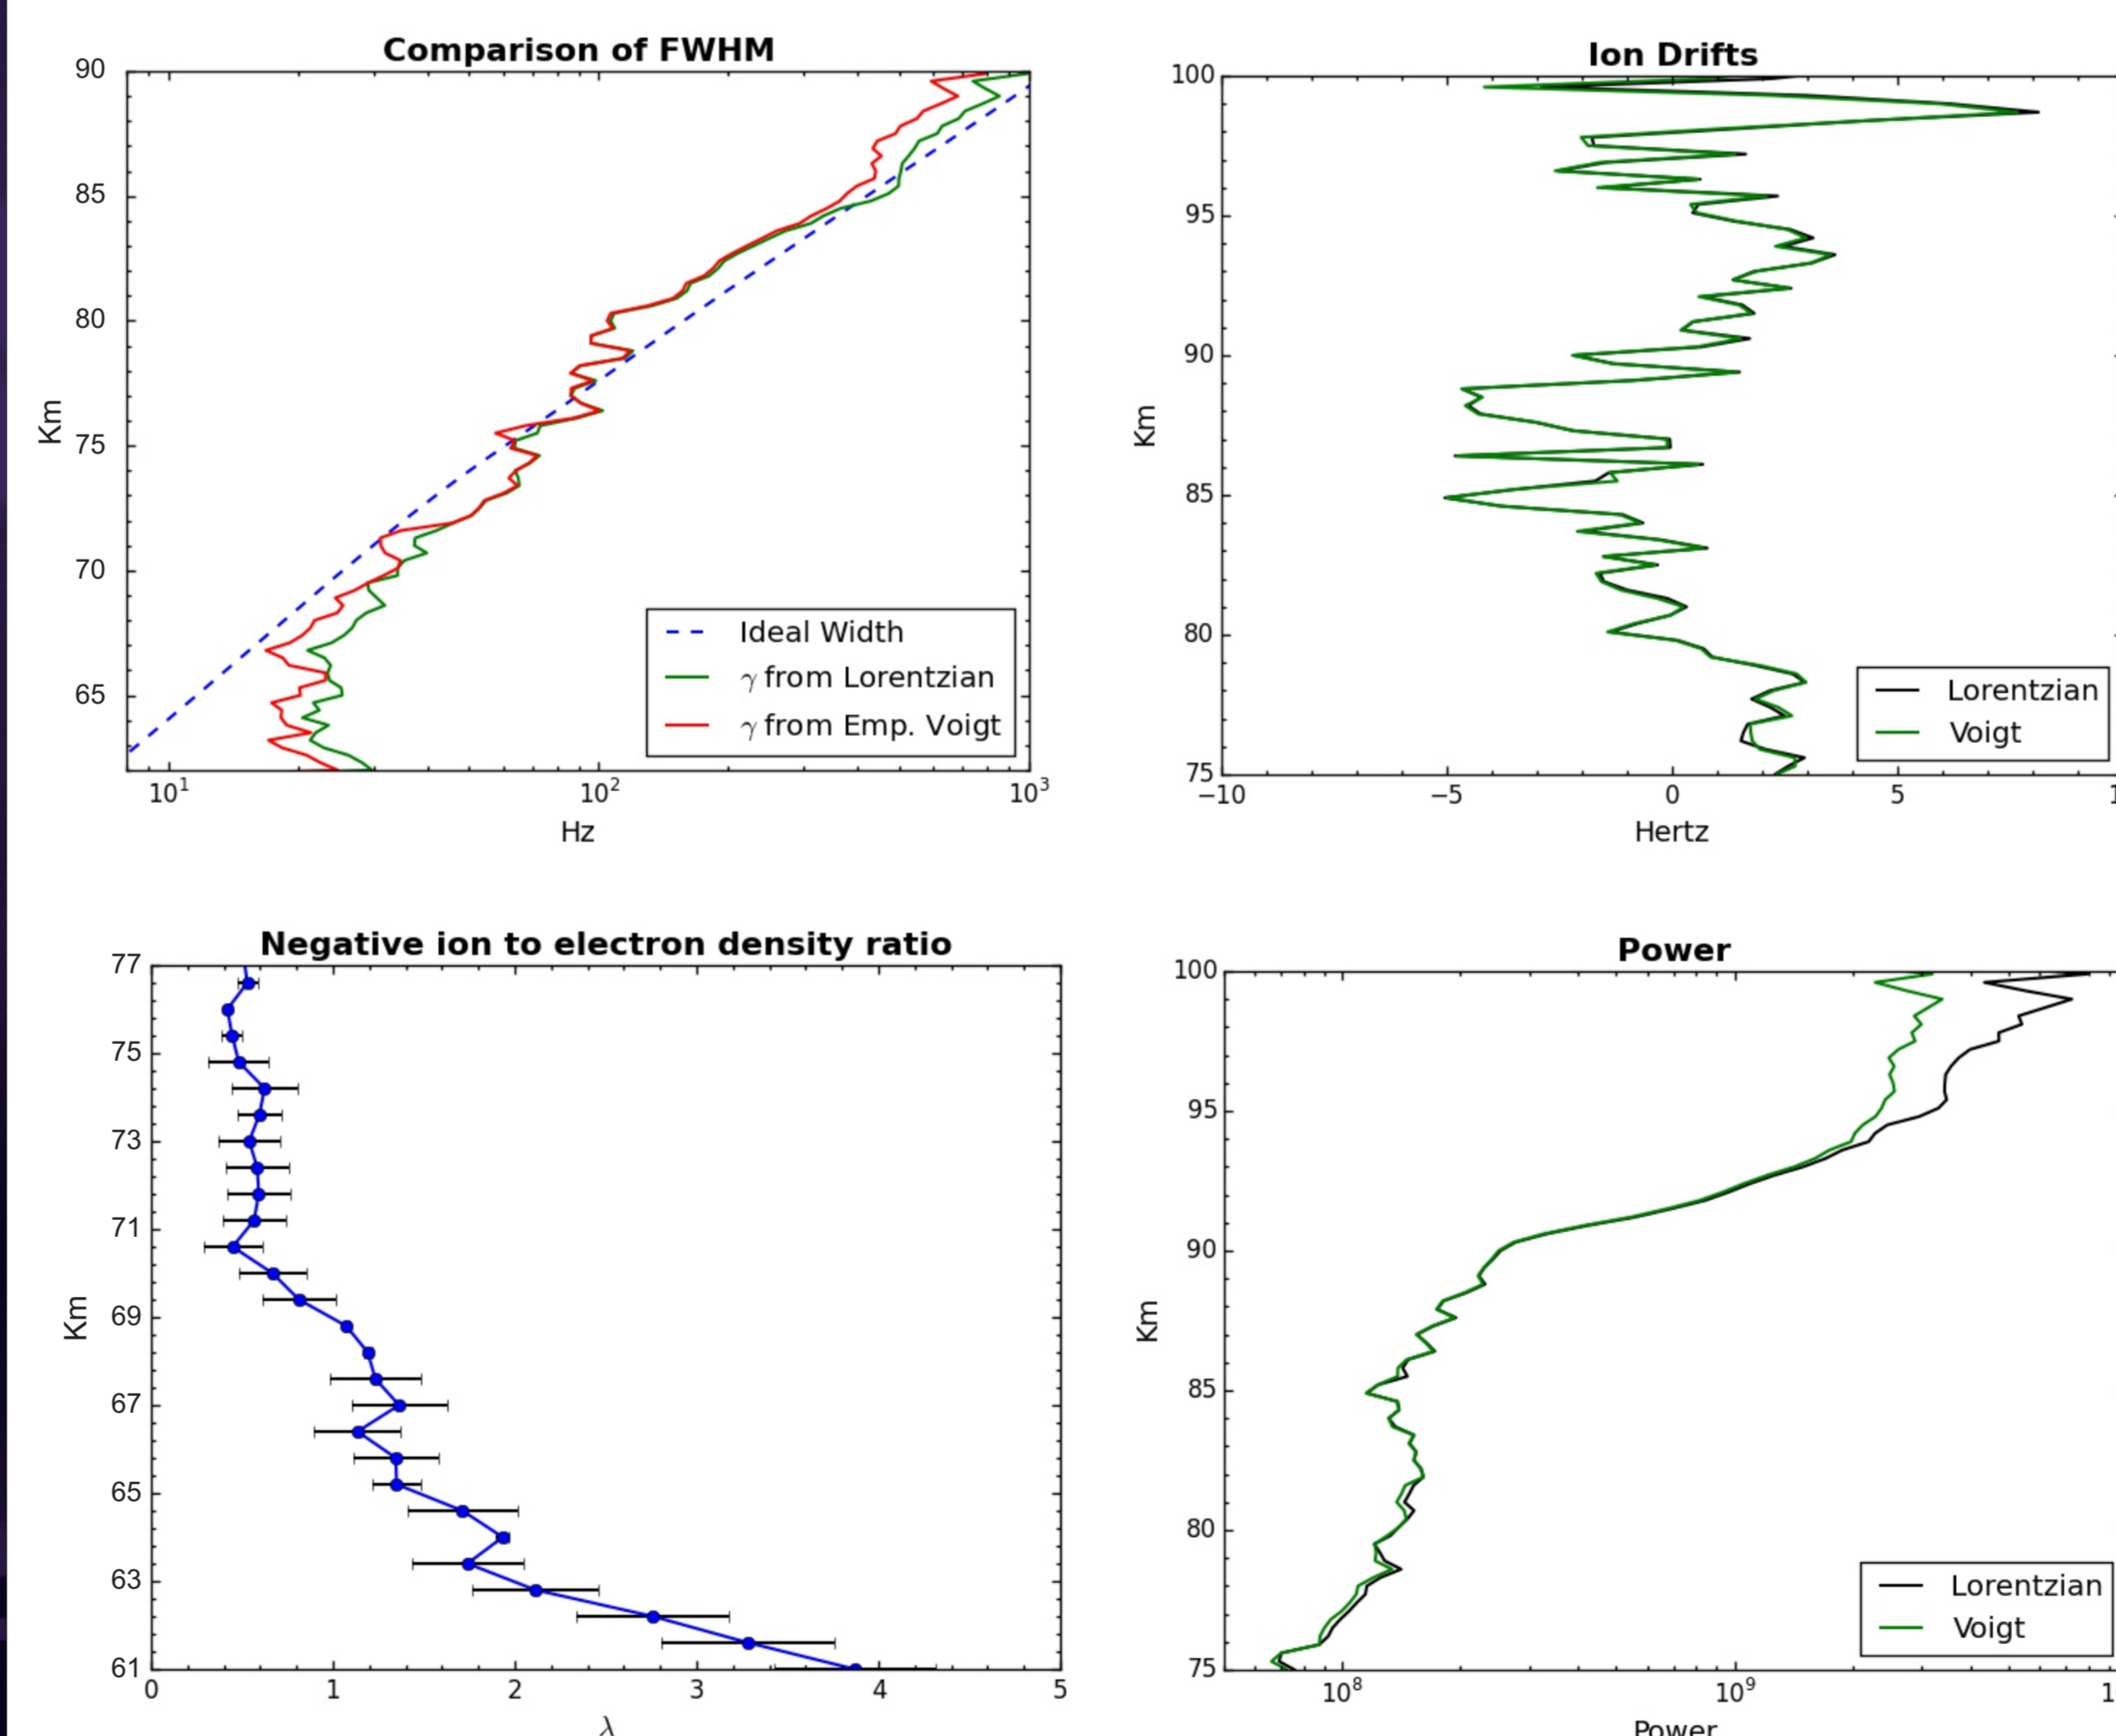 Comparison of FWHM
90
85
80
75
70
65
Km
10¹
10²
10³
Hz
Ideal Width
γ from Lorentzian
γ from Emp. Voigt
Ion Drifts
100
95
90
85
80
75
Km
−10
−5
0
5
Hertz
Lorentzian
Voigt
Negative ion to electron density ratio
77
75
73
71
69
67
65
63
61
Km
0
1
2
3
4
5
λ
Power
100
95
90
85
80
75
Km
10⁸
10⁹
Power
Lorentzian
Voigt